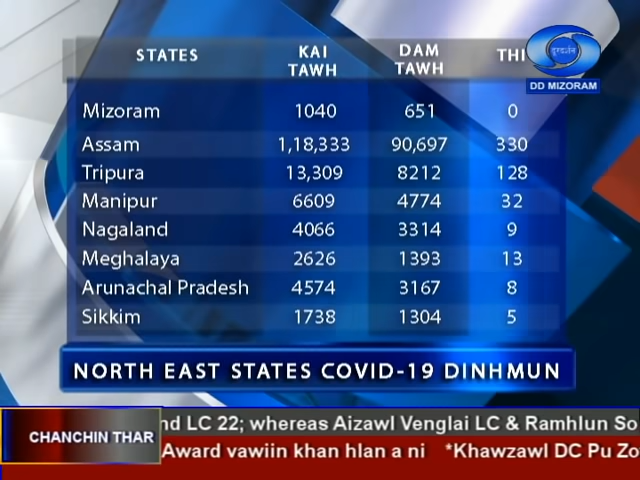 STATES KAI TAWH DAM TAWH
दूरदर्शन
DD MIZORAM
Mizoram 1040 651 0
Assam 1,18,333 90,697 330
Tripura 13,309 8212 128
Manipur 6609 4774 32
Nagaland 4066 3314 9
Meghalaya 2626 1393 13
Arunachal Pradesh 4574 3167 8
Sikkim 1738 1304 5
NORTH EAST STATES COVID-19 DINHMUN
CHANCHIN THAR
LC 22; whereas Aizawl Venglai LC & Ramhlun
Award vawiin khan hlan a ni *Khawzawl DC Pu